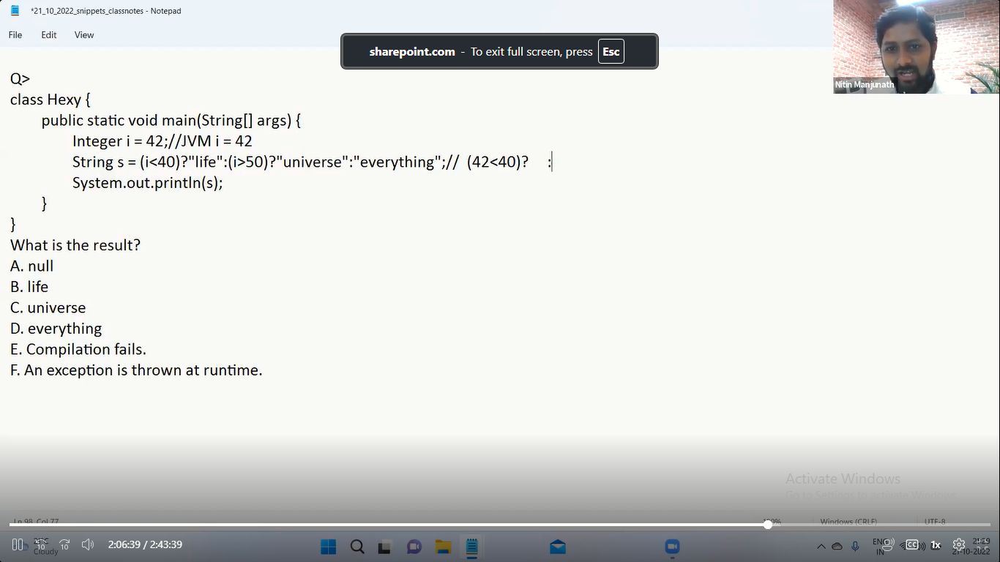 *21_10_2022_snippets_classnotes - Notepad
File Edit View
sharepoint.com - To exit full screen, press Esc
Nitin Manjunath
Q>
class Hexy {
public static void main(String[] args) {
Integer i = 42;//JVM i = 42
String s = (i<40)?"life":(i>50)?"universe":"everything";// (42<40)? :
System.out.println(s);
}
}
What is the result?
A. null
B. life
C. universe
D. everything
E. Compilation fails.
F. An exception is thrown at runtime.
Activate Windows
Go to Settings to activate Windows.
Ln 98, Col 77 Windows (CRLF) UTF-8
10 10 2:06:39 / 2:43:39 ENG CC 1x
Cloudy IN 21-10-2022